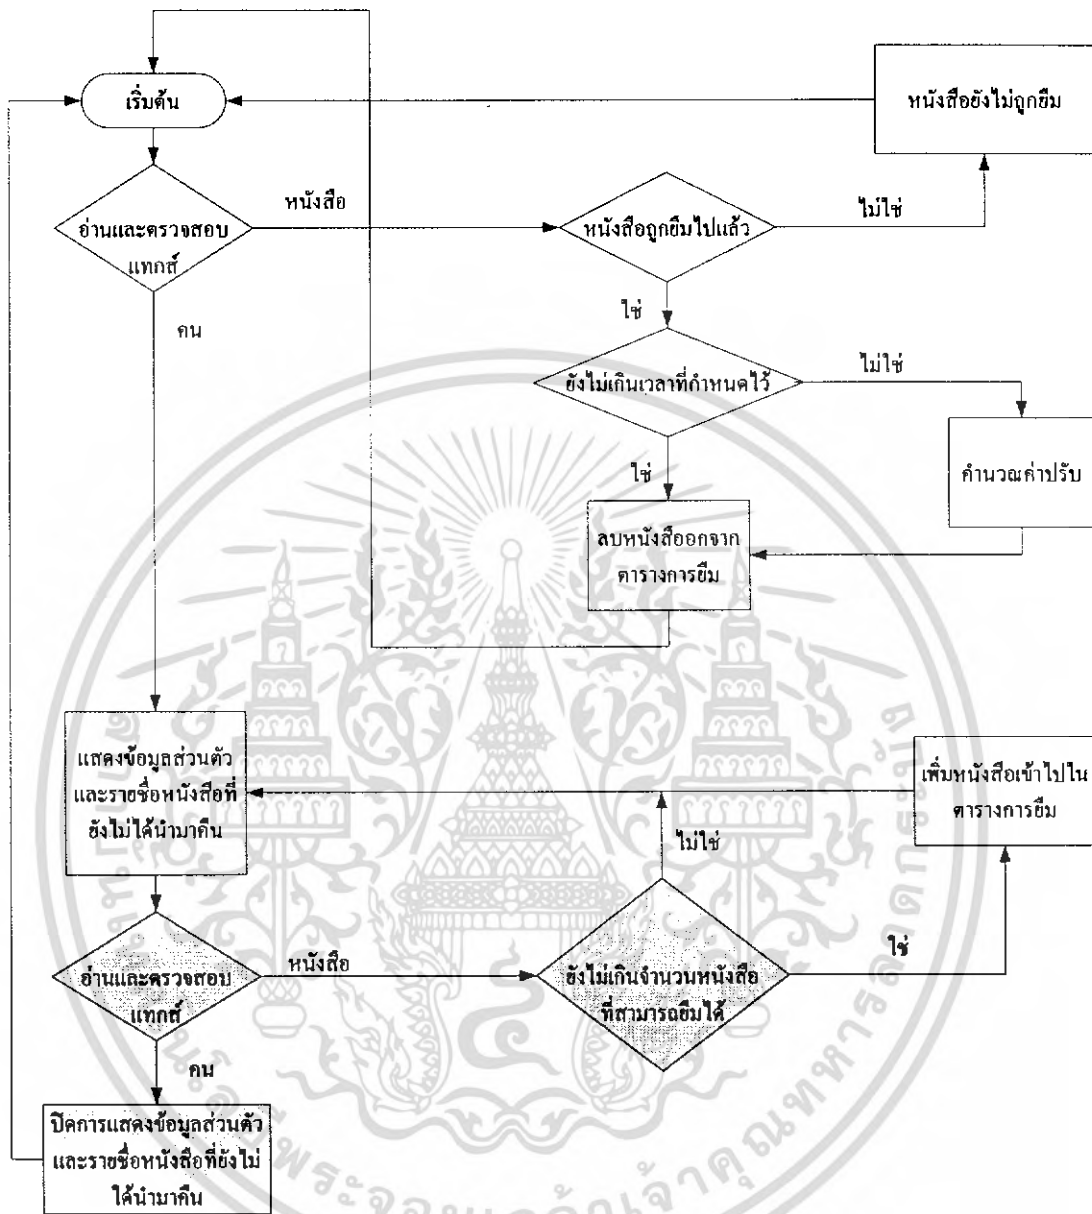 เริ่มต้น
หนังสือยังไม่ถูกยืม
อ่านและตรวจสอบ
แทกส์
หนังสือ
หนังสือถูกยืมไปแล้ว
ไม่ใช่
คน
ใช่
ยังไม่เกินเวลาที่กำหนดไว้
ไม่ใช่
คำนวณค่าปรับ
ใช่
ลบหนังสือออกจาก
ตารางการยืม
แสดงข้อมูลส่วนตัว
และรายชื่อหนังสือที่
ยังไม่ได้นำมาคืน
เพิ่มหนังสือเข้าไปใน
ตารางการยืม
ไม่ใช่
อ่านและตรวจสอบ
แทกส์
หนังสือ
ยังไม่เกินจำนวนหนังสือ
ที่สามารถยืมได้
ใช่
คน
ปิดการแสดงข้อมูลส่วนตัว
และรายชื่อหนังสือที่ยังไม่
ได้นำมาคืน